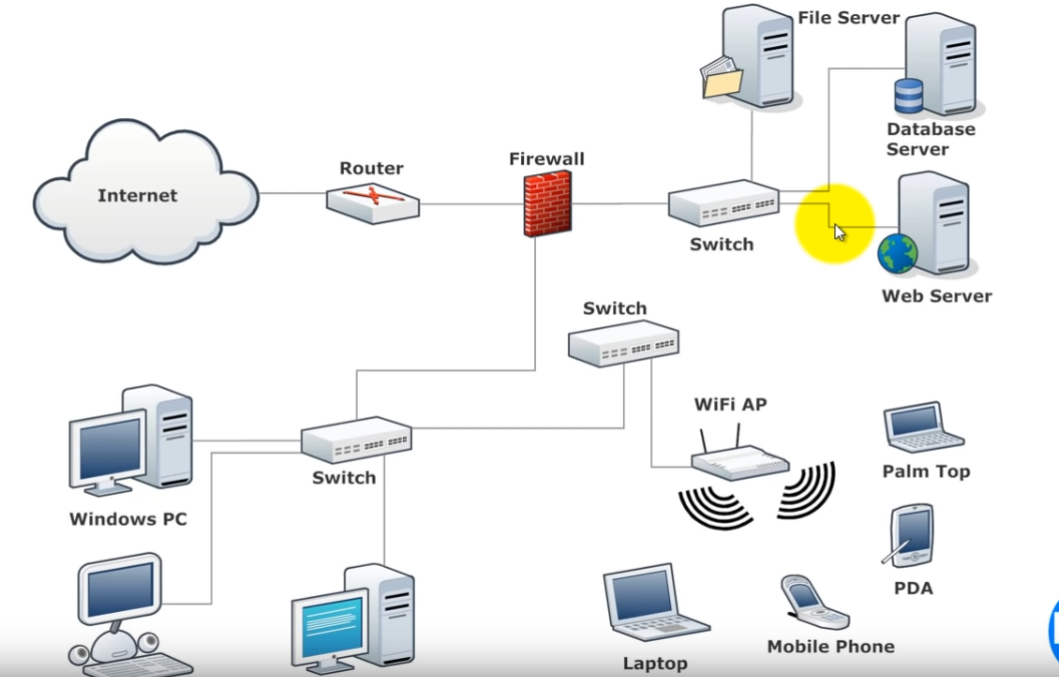 File Server
Database
Server
Firewall
Router
Internet
Switch
Web Server
Switch
WiFi AP
Palm Top
Switch
Windows PC
PDA
Mobile Phone
Laptop